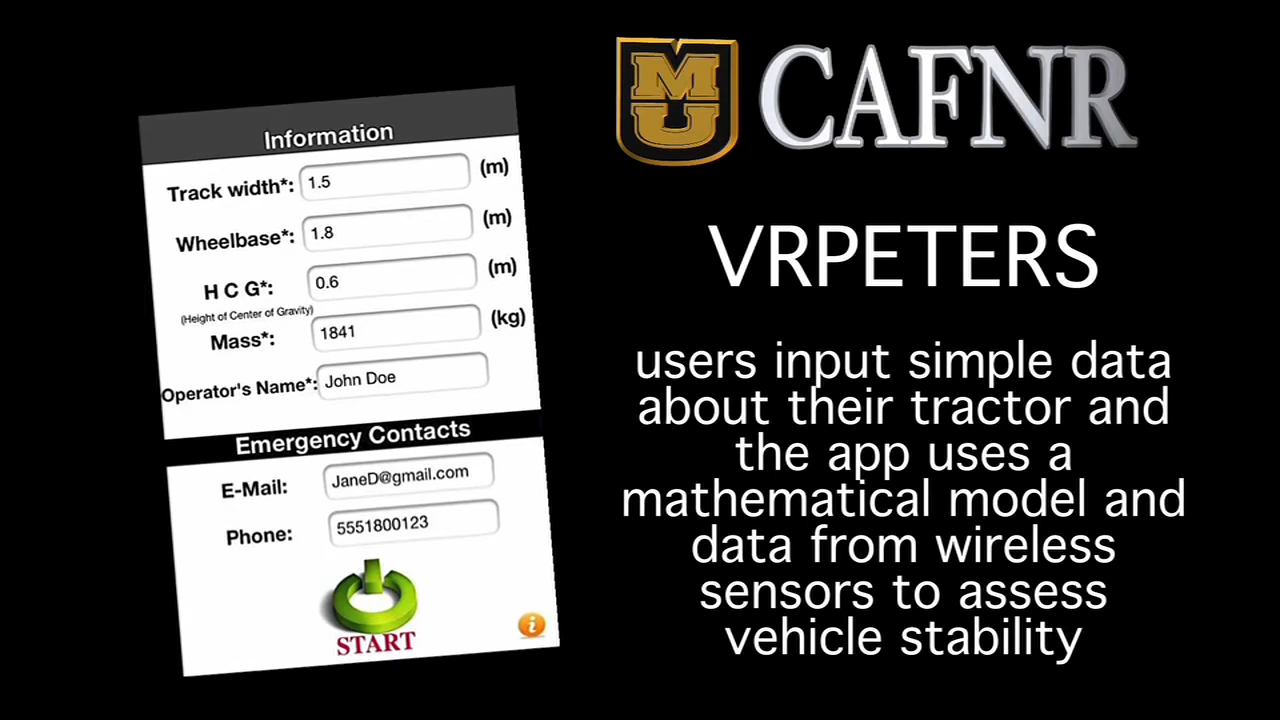 Information
Track width*: 1.5 (m)
Wheelbase*: 1.8 (m)
H C G*: 0.6 (m)
(Height of Center of Gravity)
Mass*: 1841 (kg)
Operator's Name*: John Doe
Emergency Contacts
E-Mail: JaneD@gmail.com
Phone: 5551800123
START
i
MU CAFNR
VRPETERS
users input simple data
about their tractor and
the app uses a
mathematical model and
data from wireless
sensors to assess
vehicle stability